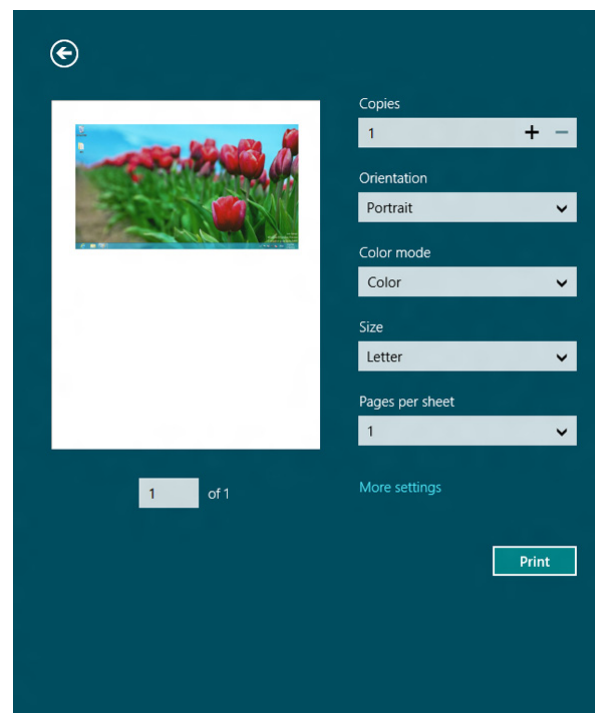 Copies
1
Orientation
Portrait
Color mode
Color
Size
Letter
Pages per sheet
1
1 of 1
More settings
Print